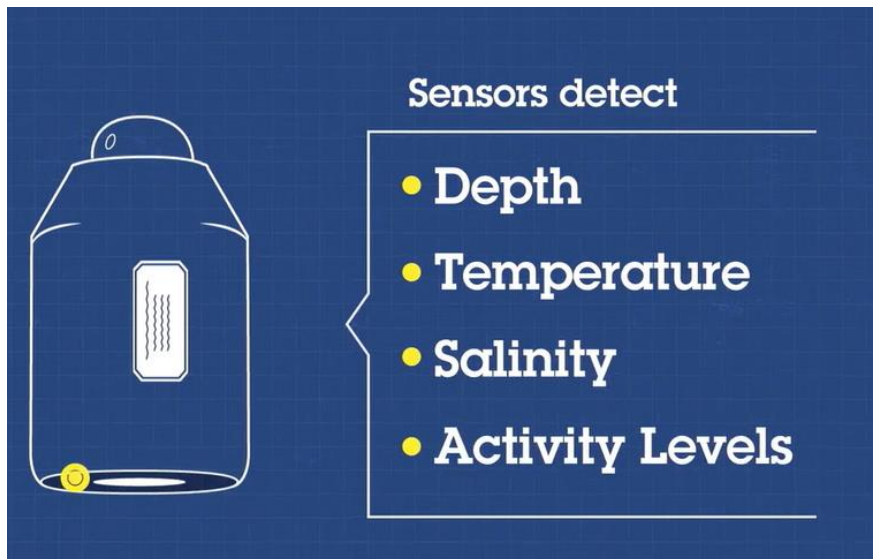 Sensors detect
Depth
Temperature
Salinity
Activity Levels